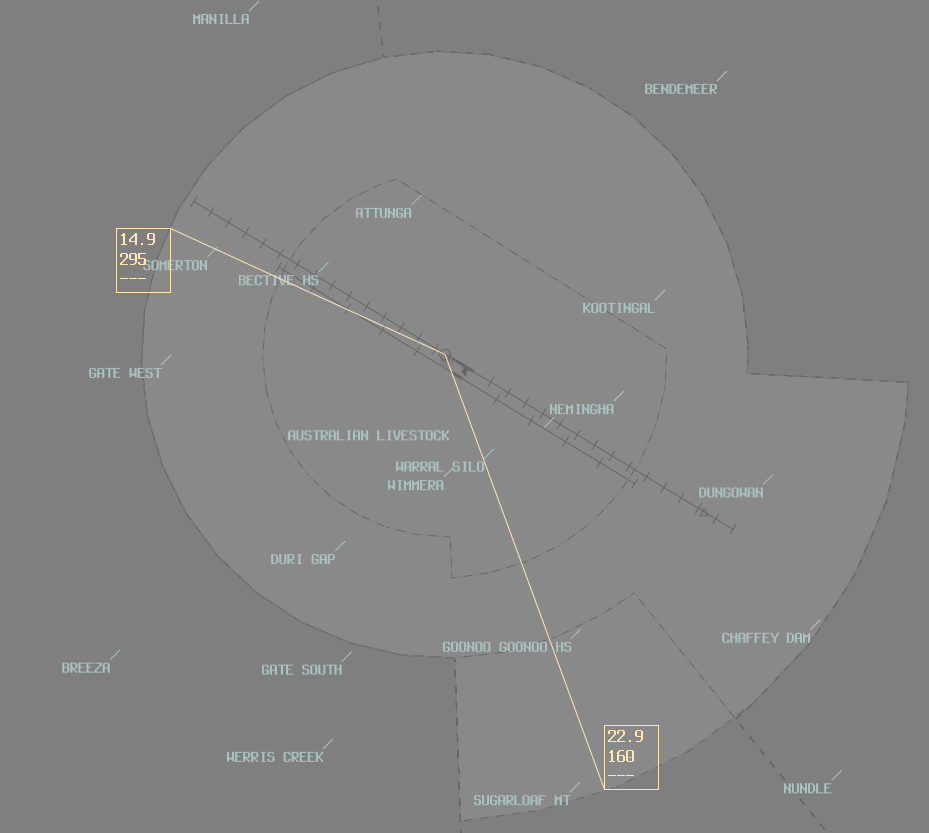 MANILLA
BENDEMEER
ATTUNGA
14.9
295
---
SOMERTON
BECTIVE HS
KOOTINGAL
GATE WEST
NEMINGHA
AUSTRALIAN LIVESTOCK
WARRAL SILO
WIMMERA
DUNGOWAN
DURI GAP
CHAFFEY DAM
GOONOO GOONOO HS
BREEZA
GATE SOUTH
22.9
160
---
WERRIS CREEK
NUNDLE
SUGARLOAF MT